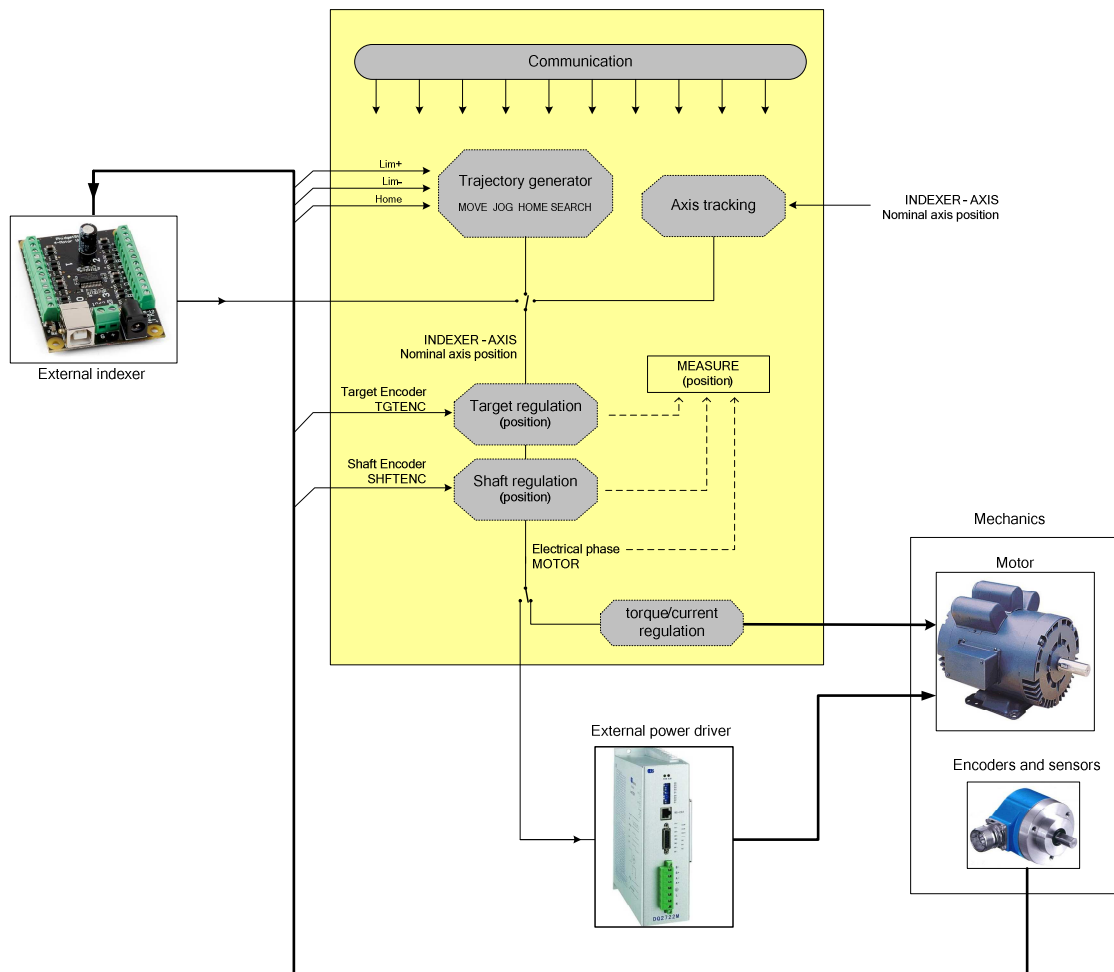 Communication
Lim+
Lim-
Home
Trajectory generator
MOVE JOG HOME SEARCH
Axis tracking
INDEXER - AXIS
Nominal axis position
External indexer
INDEXER - AXIS
Nominal axis position
MEASURE
(position)
Target Encoder
TGTENC
Target regulation
(position)
Shaft Encoder
SHFTENC
Shaft regulation
(position)
Electrical phase
MOTOR
torque/current
regulation
Mechanics
Motor
External power driver
DQ2722M
Encoders and sensors